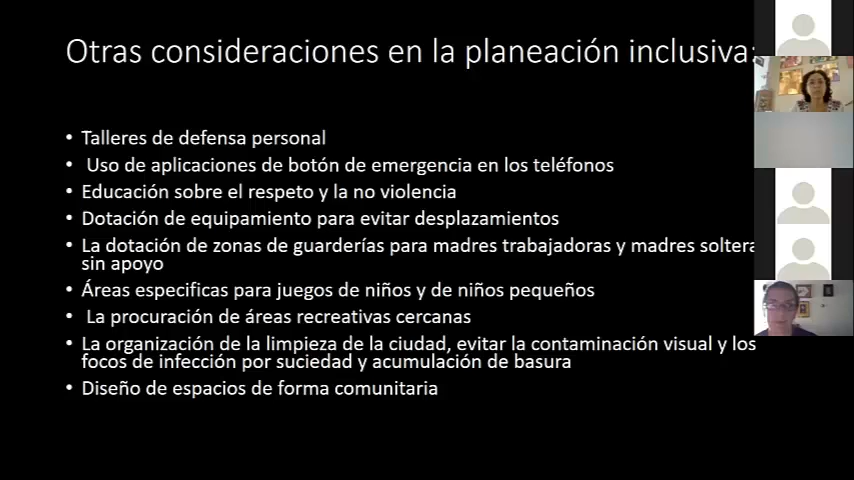 Otras consideraciones en la planeación inclusiva:
• Talleres de defensa personal
• Uso de aplicaciones de botón de emergencia en los teléfonos
• Educación sobre el respeto y la no violencia
• Dotación de equipamiento para evitar desplazamientos
• La dotación de zonas de guarderías para madres trabajadoras y madres soltera
sin apoyo
• Áreas especificas para juegos de niños y de niños pequeños
• La procuración de áreas recreativas cercanas
• La organización de la limpieza de la ciudad, evitar la contaminación visual y los
focos de infección por suciedad y acumulación de basura
• Diseño de espacios de forma comunitaria